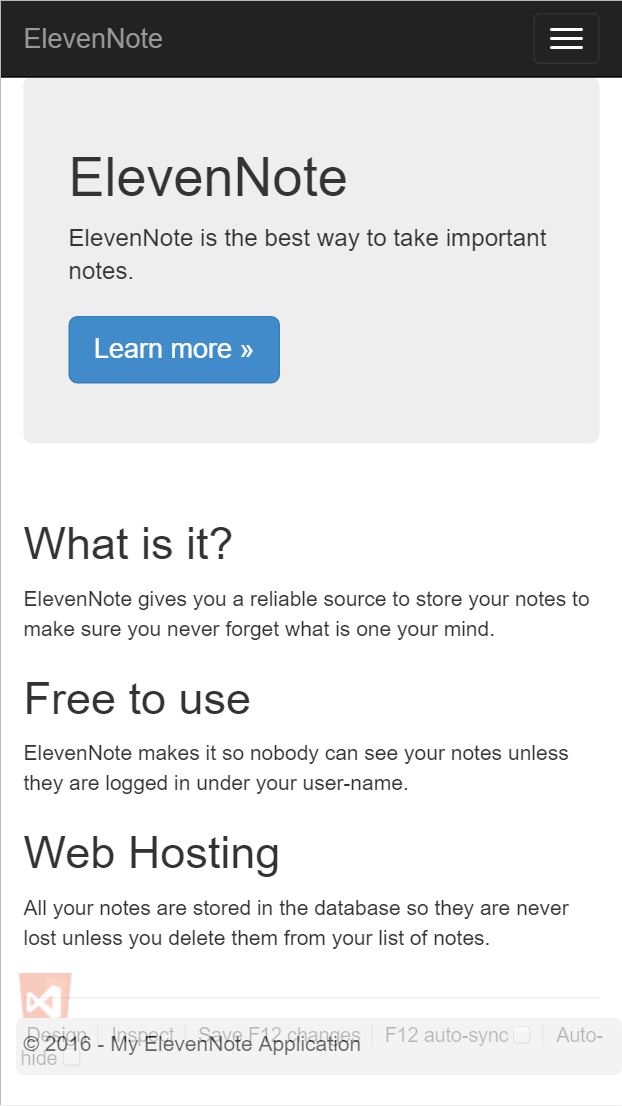 ElevenNote
ElevenNote
ElevenNote is the best way to take important
notes.
Learn more »
What is it?
ElevenNote gives you a reliable source to store your notes to
make sure you never forget what is one your mind.
Free to use
ElevenNote makes it so nobody can see your notes unless
they are logged in under your user-name.
Web Hosting
All your notes are stored in the database so they are never
lost unless you delete them from your list of notes.
Design Inspect Save F12 changes F12 auto-sync Auto-
© 2016 - My ElevenNote Application
hide